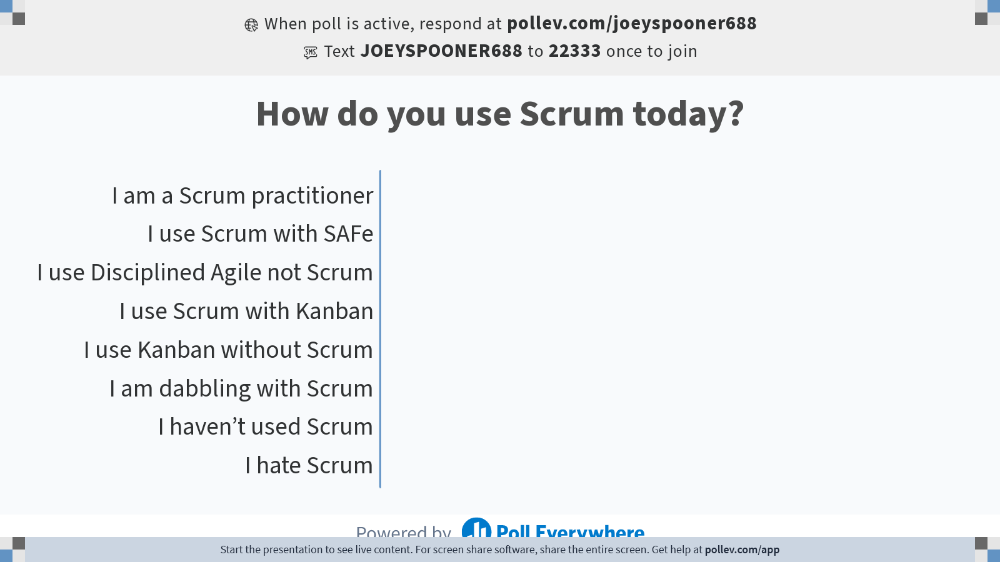 When poll is active, respond at pollev.com/joeyspooner688
SMS Text JOEYSPOONER688 to 22333 once to join
How do you use Scrum today?
I am a Scrum practitioner
I use Scrum with SAFe
I use Disciplined Agile not Scrum
I use Scrum with Kanban
I use Kanban without Scrum
I am dabbling with Scrum
I haven’t used Scrum
I hate Scrum
Powered by Poll Everywhere
Start the presentation to see live content. For screen share software, share the entire screen. Get help at pollev.com/app